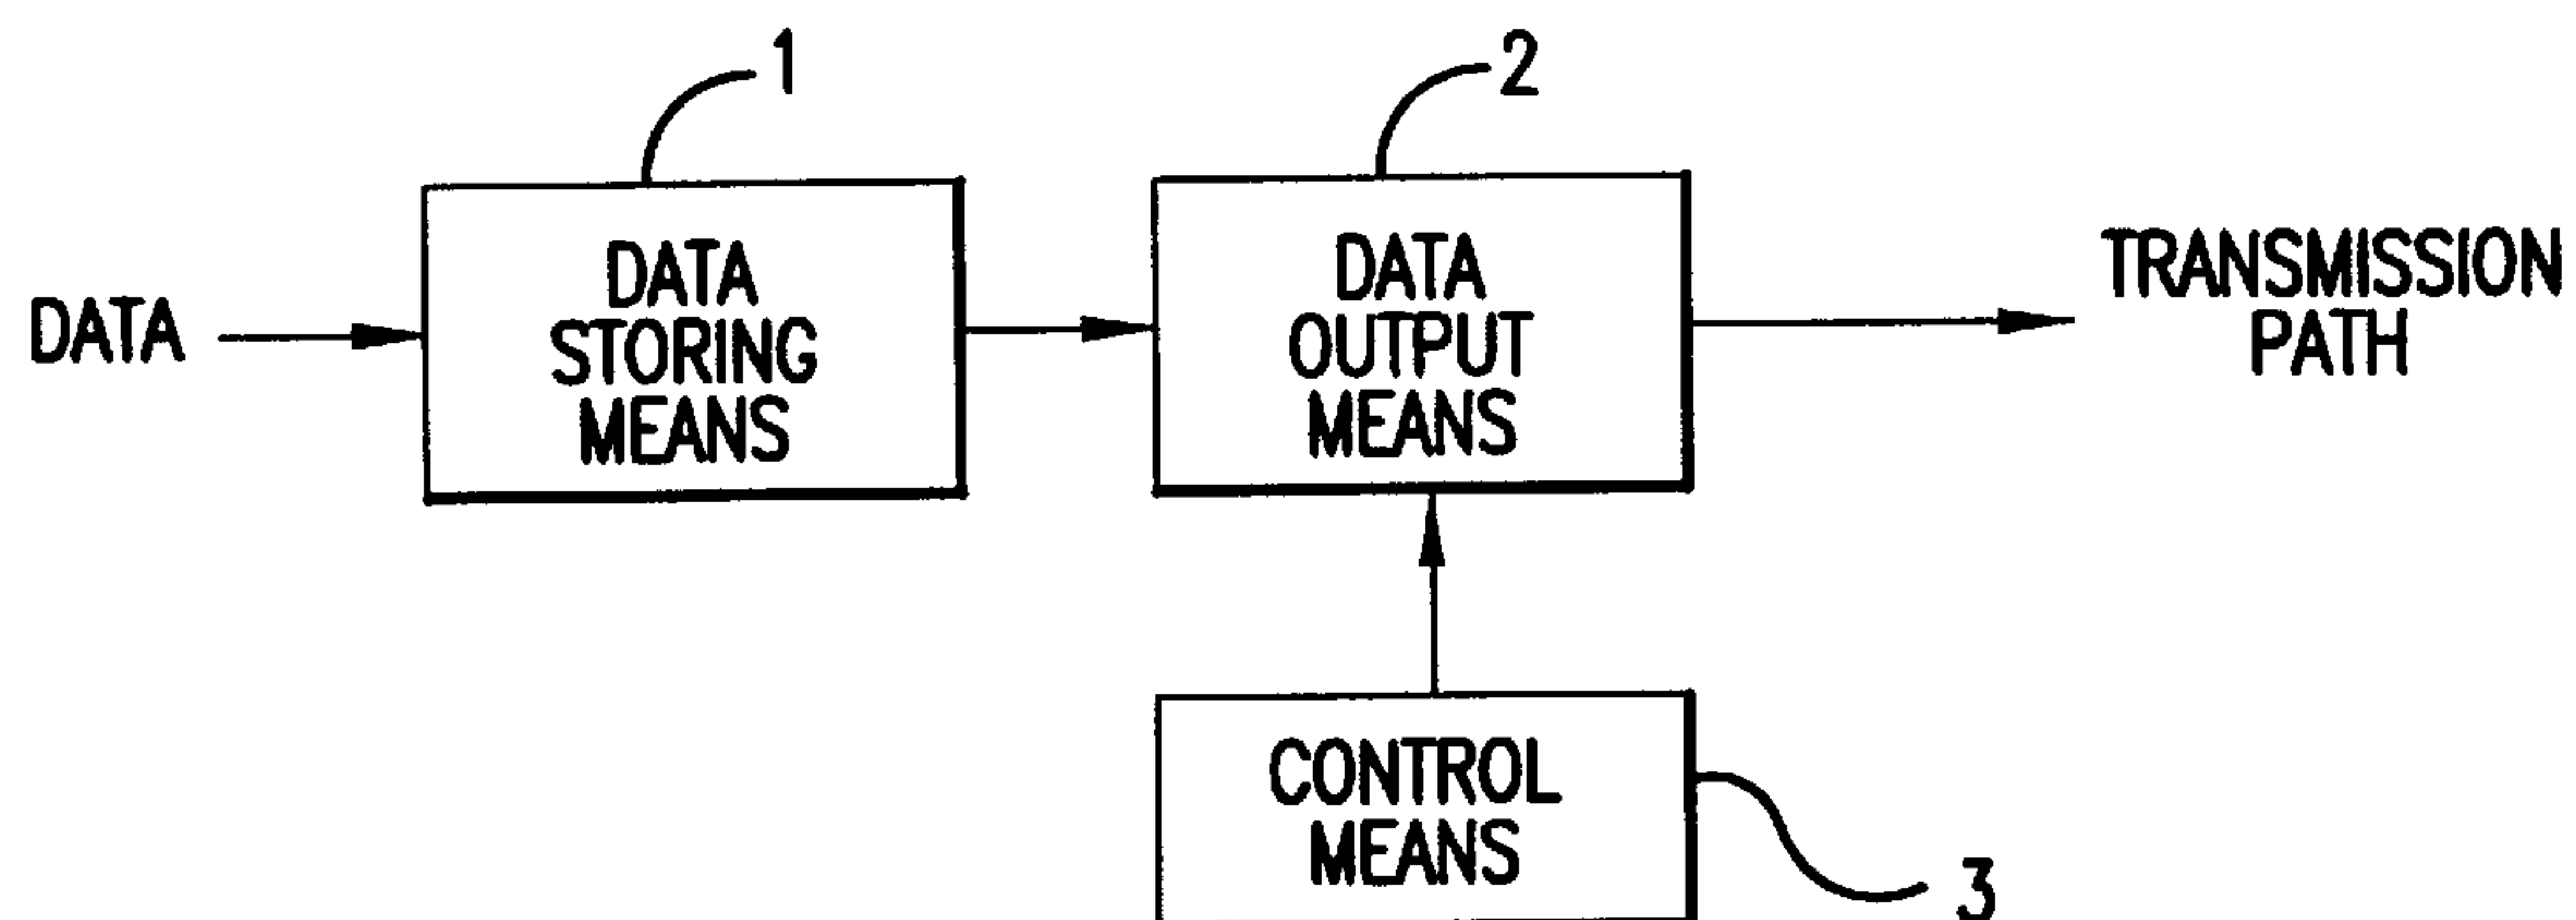 1
2
DATA
DATA
STORING
MEANS
DATA
OUTPUT
MEANS
TRANSMISSION
PATH
CONTROL
MEANS
3